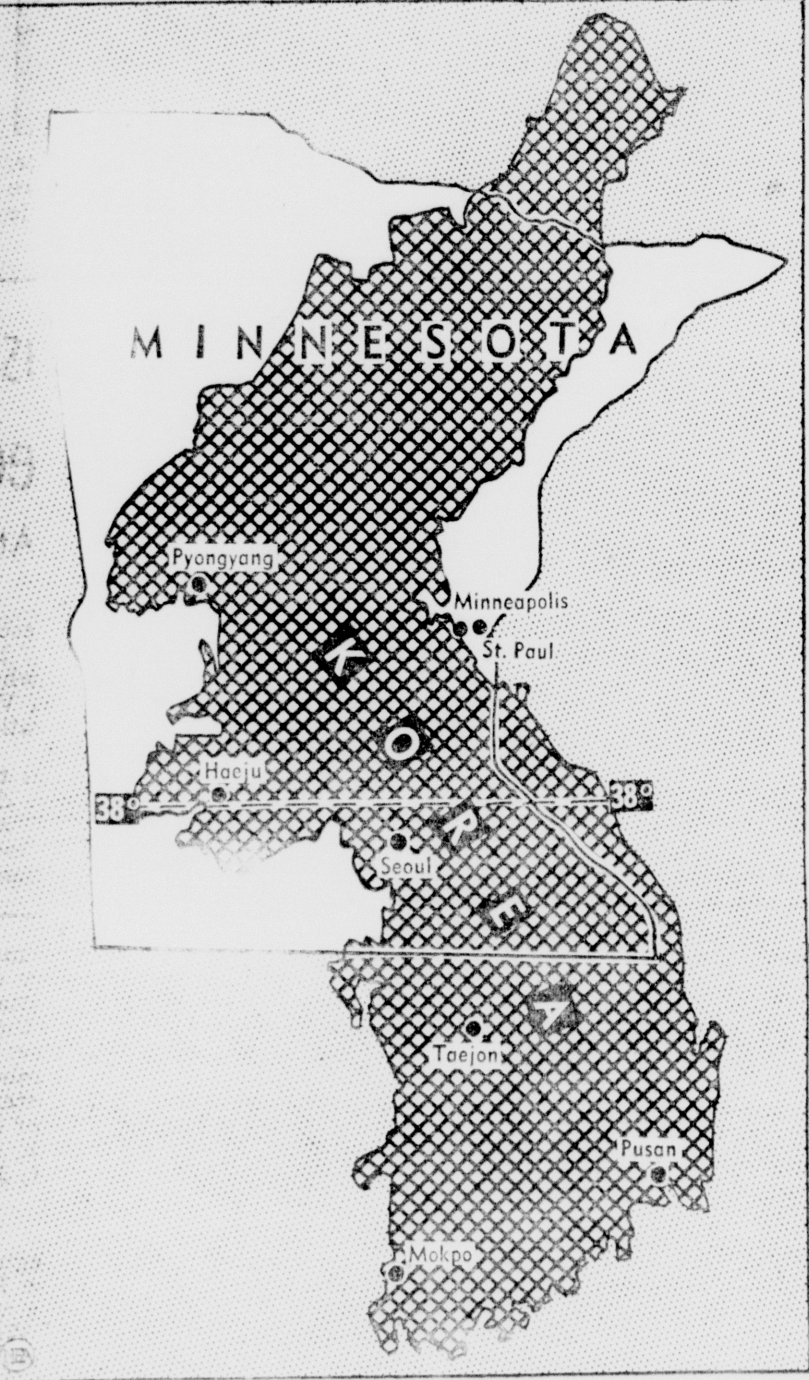 MINNESOTA
Pyongyang
Minneapolis
St. Paul
KOREA
Haeju
38°
38°
Seoul
Taejon
Pusan
Mokpo